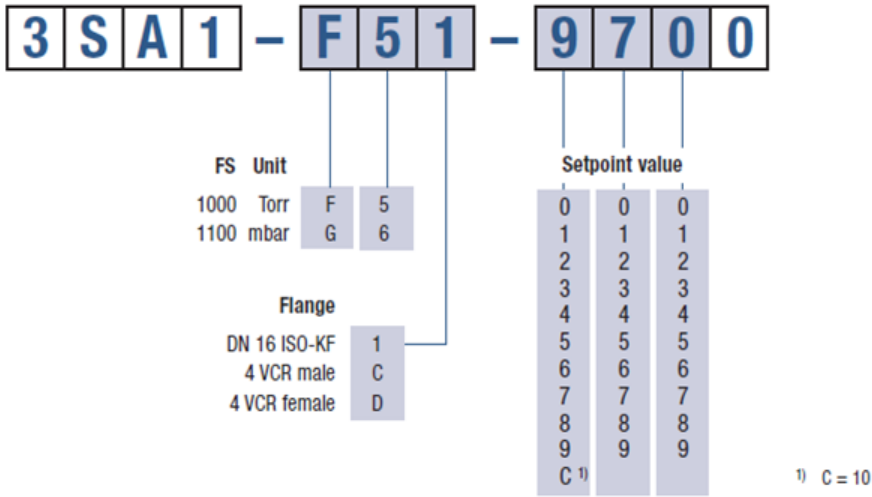 3SA1 – F51 – 9700
FS Unit
1000 Torr F 5
1100 mbar G 6
Flange
DN 16 ISO-KF 1
4 VCR male C
4 VCR female D
Setpoint value
0 0 0
1 1 1
2 2 2
3 3 3
4 4 4
5 5 5
6 6 6
7 7 7
8 8 8
9 9 9
C 1)
1) C = 10